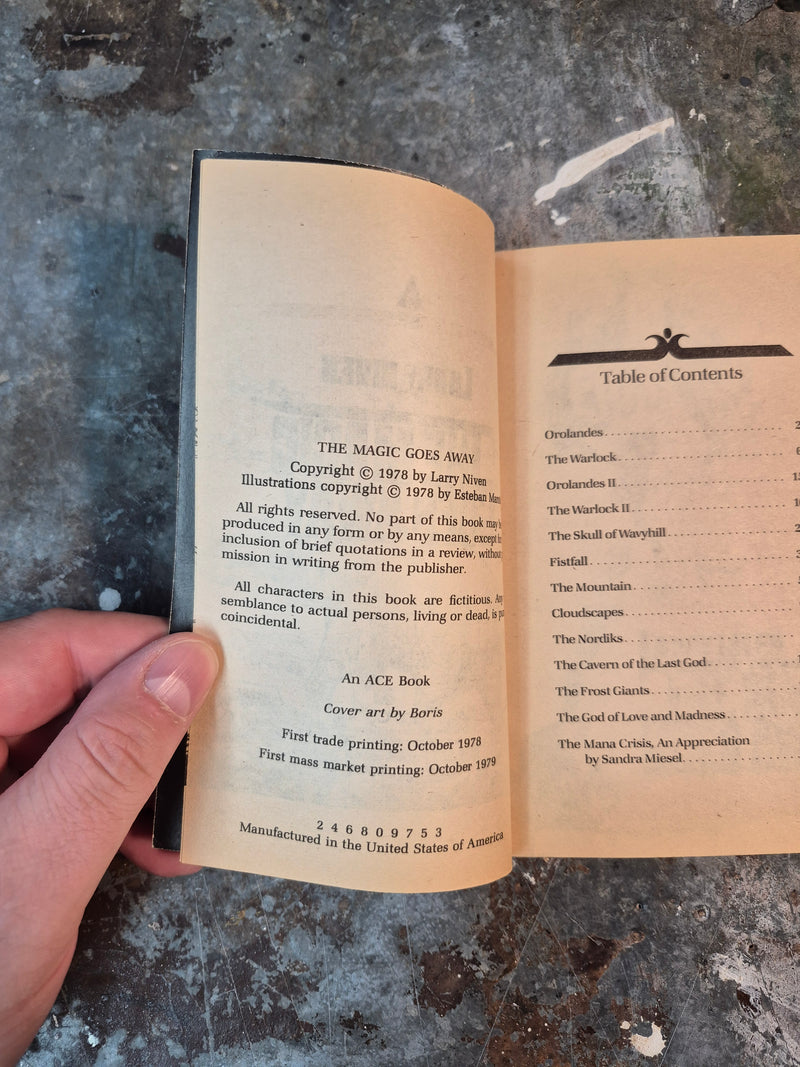 THE MAGIC GOES AWAY
Copyright © 1978 by Larry Niven
Illustrations copyright © 1978 by Esteban
All rights reserved. No part of this book may
produced in any form or by any means, except
inclusion of brief quotations in a review, without
mission in writing from the publisher.
All characters in this book are fictitious.
semblance to actual persons, living or dead, is
coincidental.
An ACE Book
Cover art by Boris
First trade printing: October 1978
First mass market printing: October 1979
2 4 6 8 0 9 7 5 3
Manufactured in the United States of America
Table of Contents
Orolandes
The Warlock
Orolandes II
The Warlock II
The Skull of Wavyhill
Fistfall
The Mountain
Cloudscapes
The Nordiks
The Cavern of the Last God
The Frost Giants
The God of Love and Madness
The Mana Crisis, An Appreciation
by Sandra Miesel